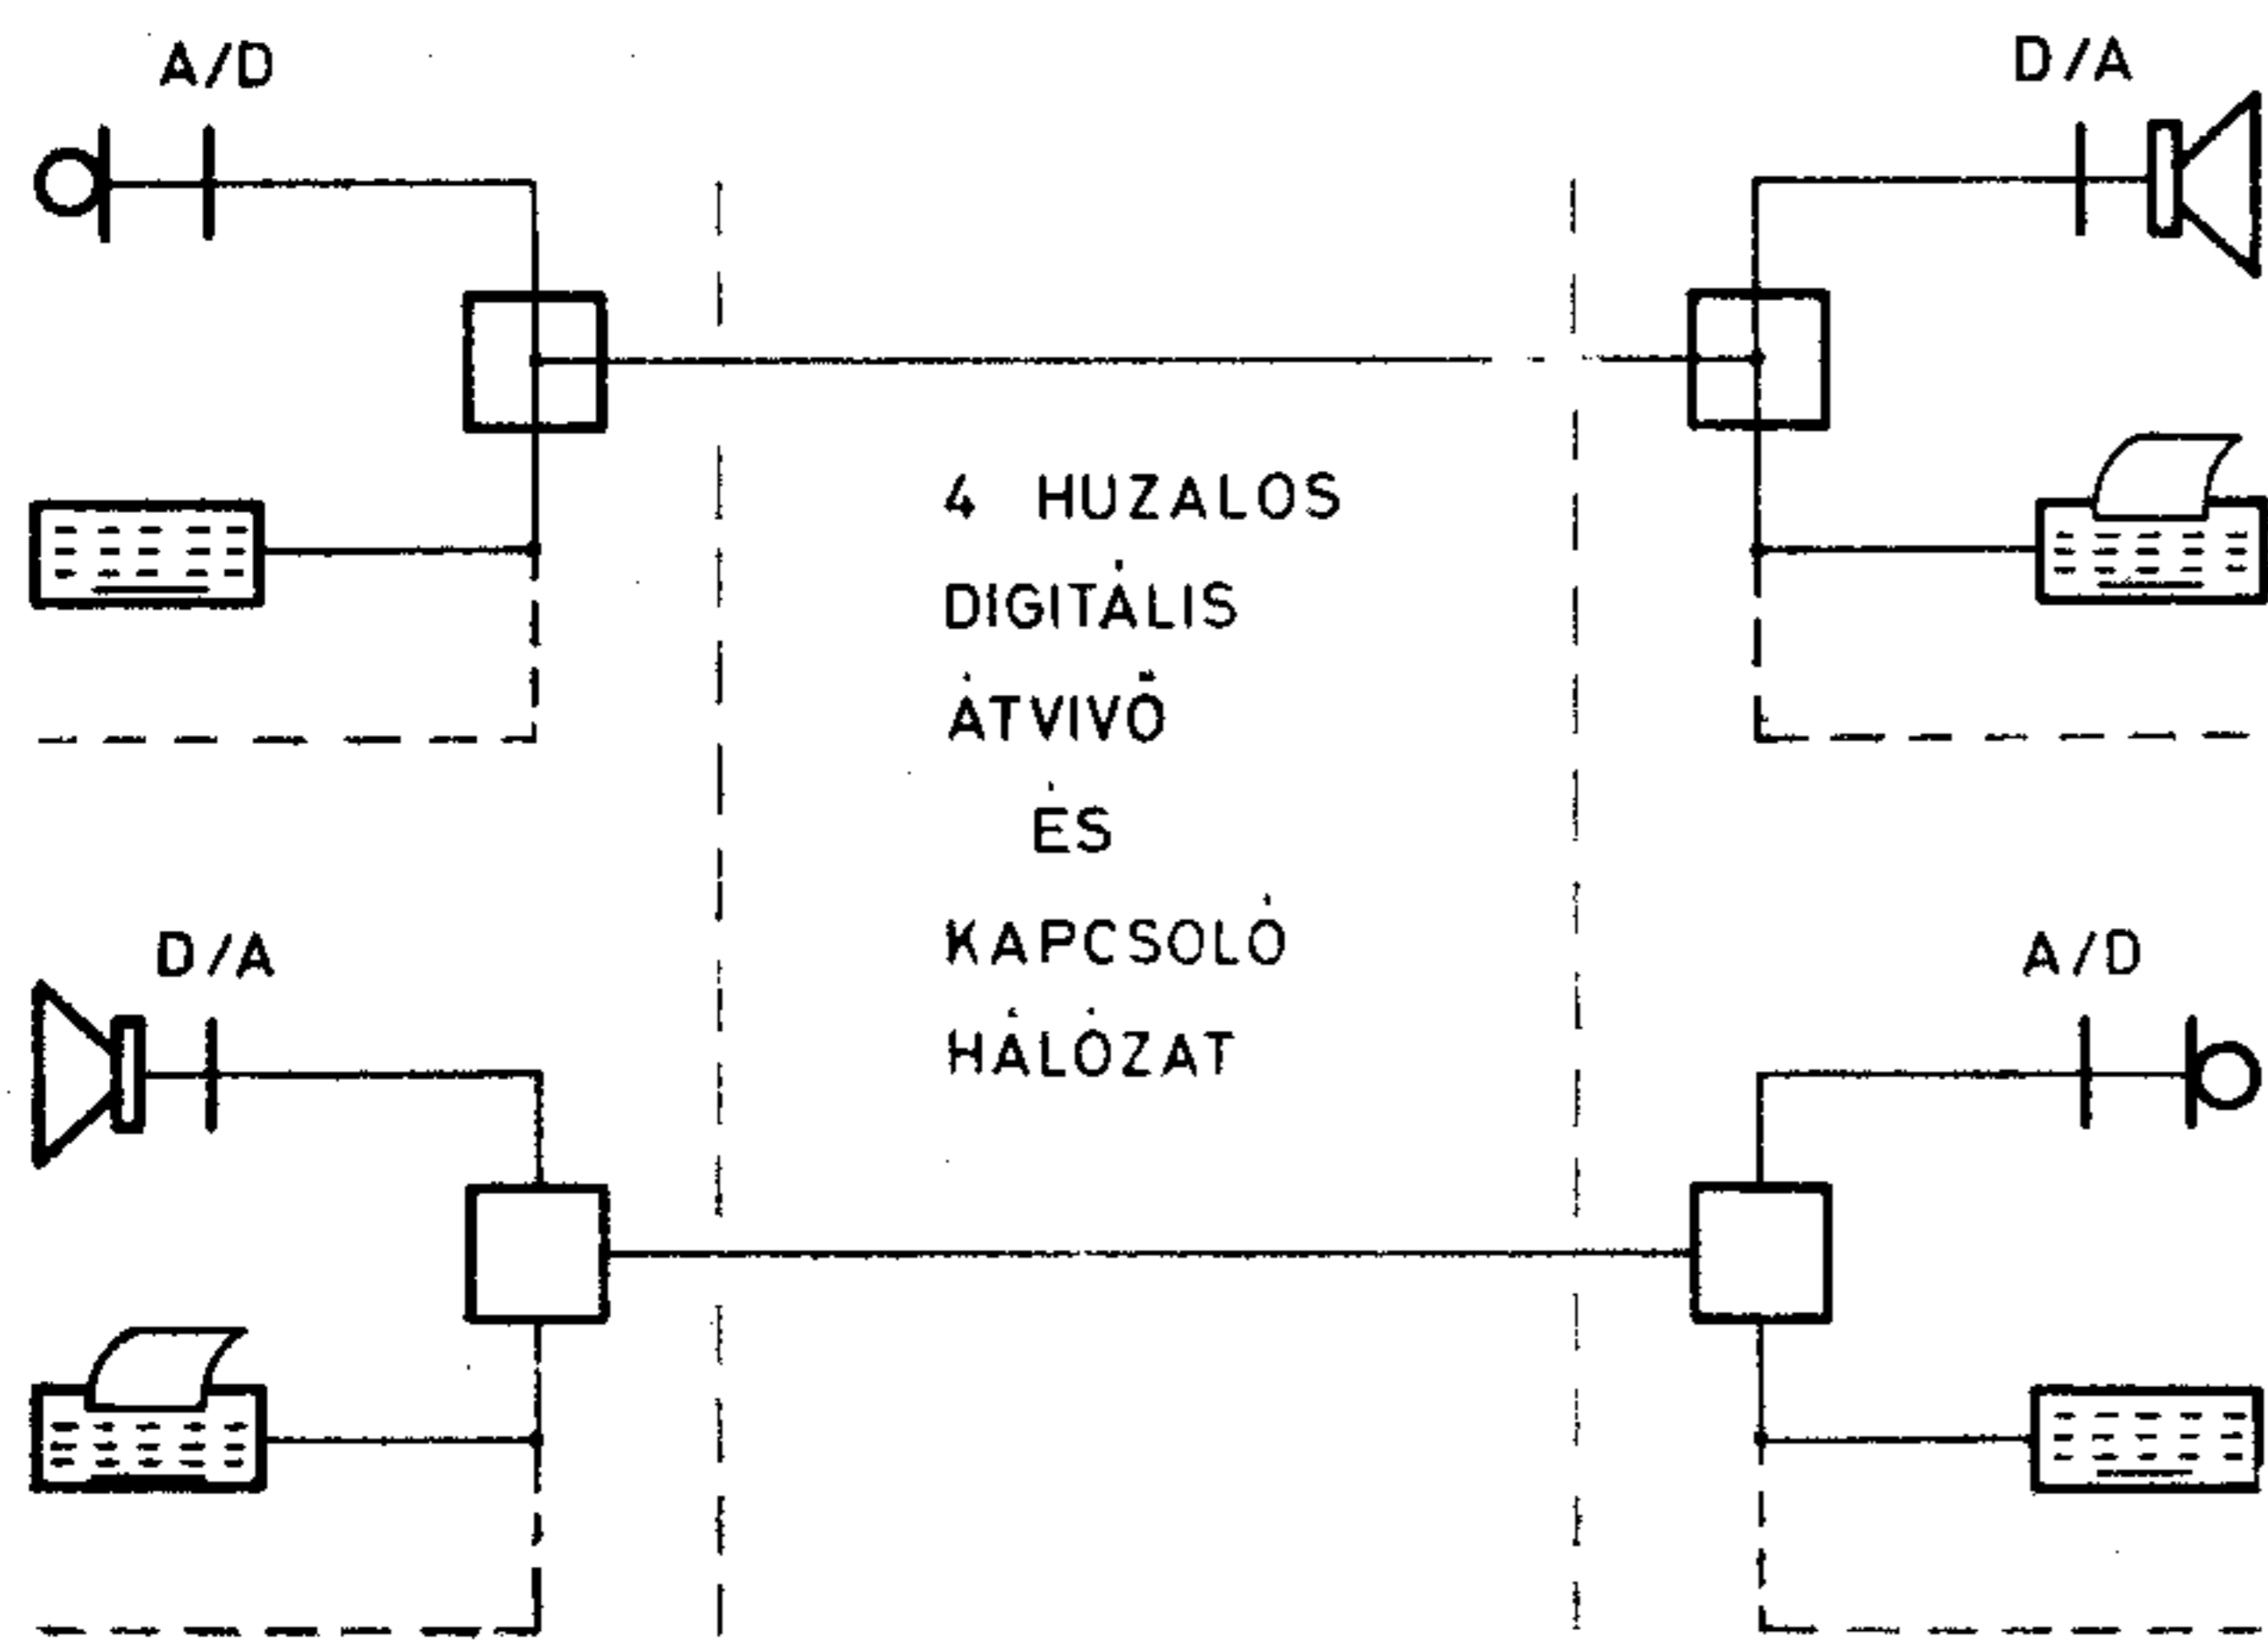 A/D
D/A
4 HUZALOS
DIGITÁLIS
ÁTVIVŐ
ÉS
KAPCSOLÓ
HÁLÓZAT
D/A
A/D